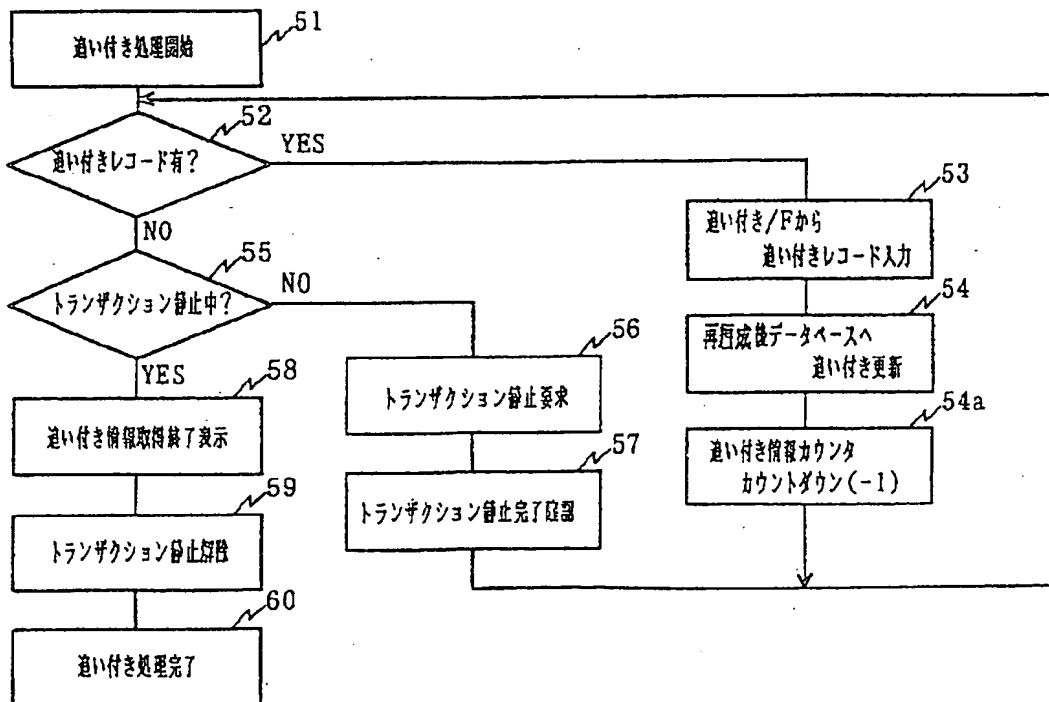 追い付き処理開始
51
52
追い付きレコード有?
YES
NO
53
追い付き/Fから
追い付きレコード入力
54
再編成後データベースへ
追い付き更新
54a
追い付き情報カウンタ
カウントダウン(-1)
55
トランザクション静止中?
NO
YES
56
トランザクション静止要求
57
トランザクション静止完了確認
58
追い付き情報取得終了表示
59
トランザクション静止解除
60
追い付き処理完了